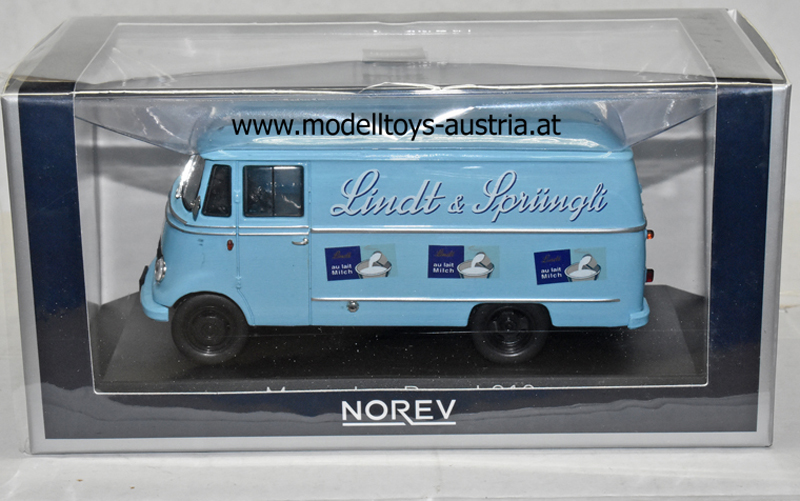 www.modelltoys-austria.at
Lindt & Sprüngli
Lindt
au lait
Milch
Lindt
au lait
Milch
Lindt
au lait
Milch
NOREV